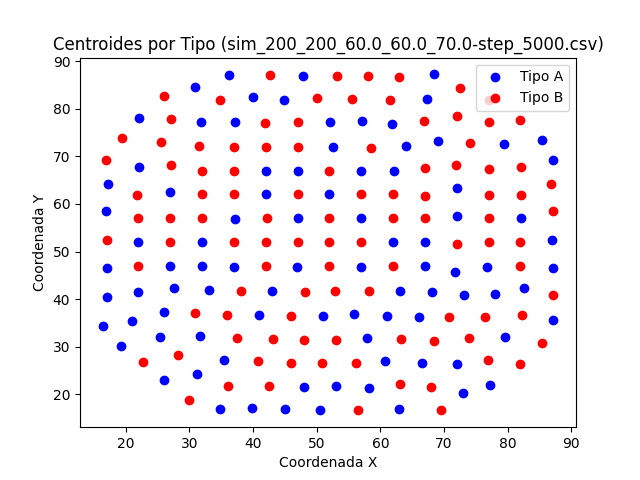 Centroides por Tipo (sim_200_200_60.0_60.0_70.0-step_5000.csv)
Tipo A
Tipo B
90
80
70
60
50
40
30
20
Coordenada Y
20 30 40 50 60 70 80 90
Coordenada X